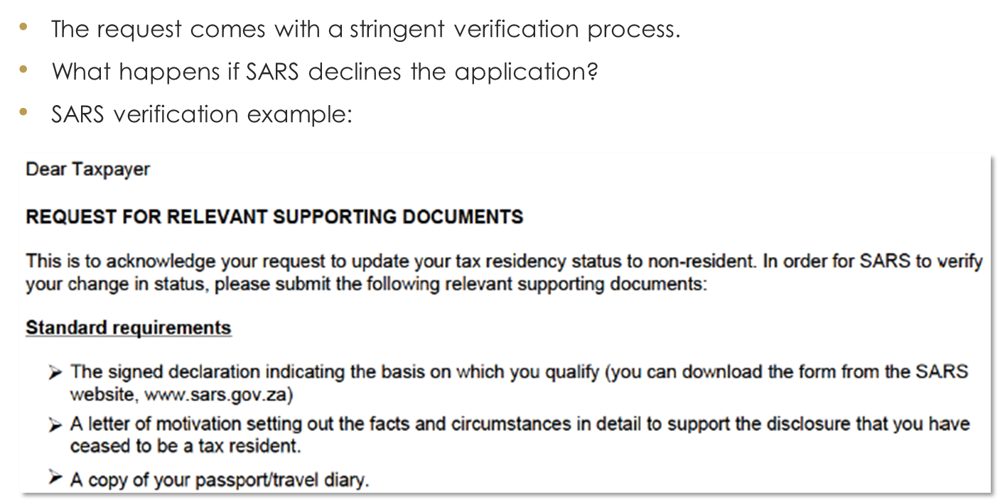 • The request comes with a stringent verification process.
• What happens if SARS declines the application?
• SARS verification example:
Dear Taxpayer
REQUEST FOR RELEVANT SUPPORTING DOCUMENTS
This is to acknowledge your request to update your tax residency status to non-resident. In order for SARS to verify
your change in status, please submit the following relevant supporting documents:
Standard requirements
➢ The signed declaration indicating the basis on which you qualify (you can download the form from the SARS
website, www.sars.gov.za)
➢ A letter of motivation setting out the facts and circumstances in detail to support the disclosure that you have
ceased to be a tax resident.
➢ A copy of your passport/travel diary.